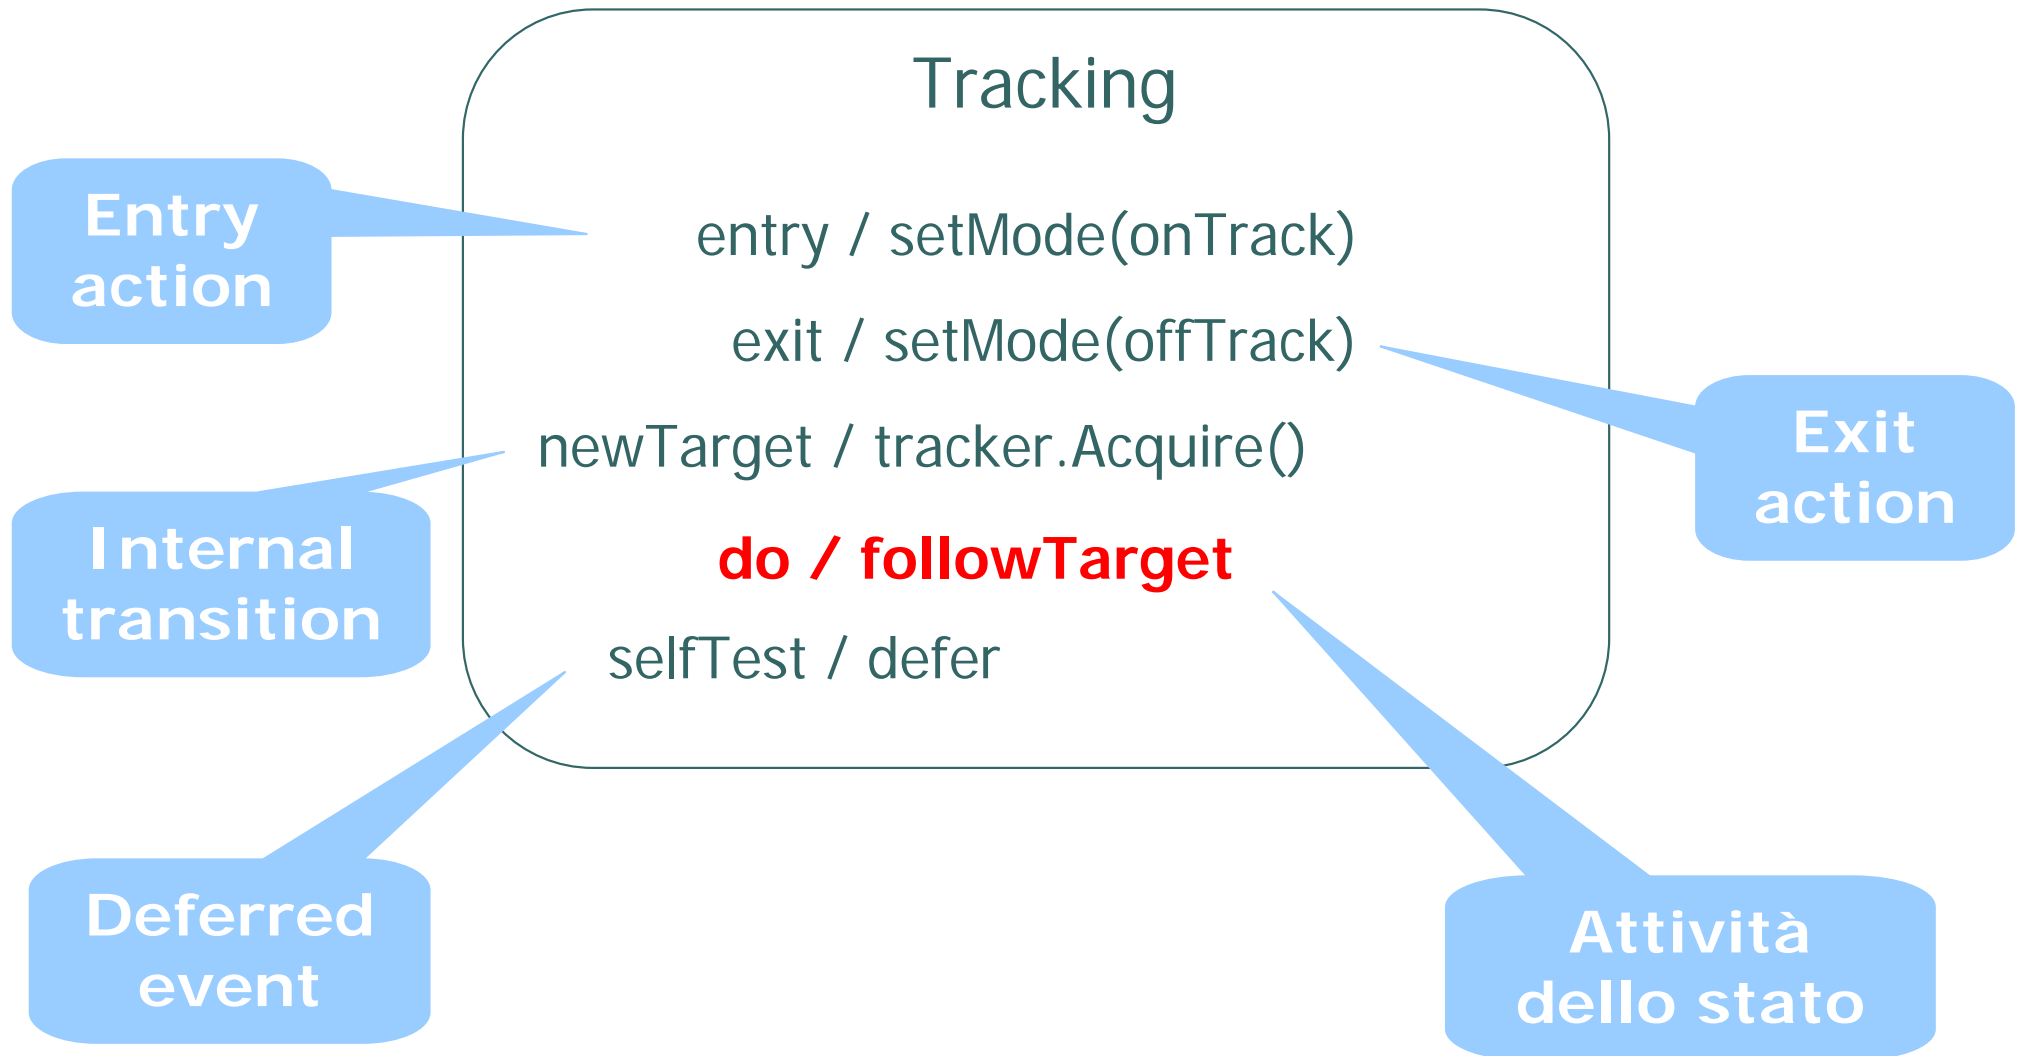 Tracking
Entry
action
entry / setMode(onTrack)
exit / setMode(offTrack)
Exit
action
newTarget / tracker.Acquire()
Internal
transition
do / followTarget
selfTest / defer
Deferred
event
Attività
dello stato